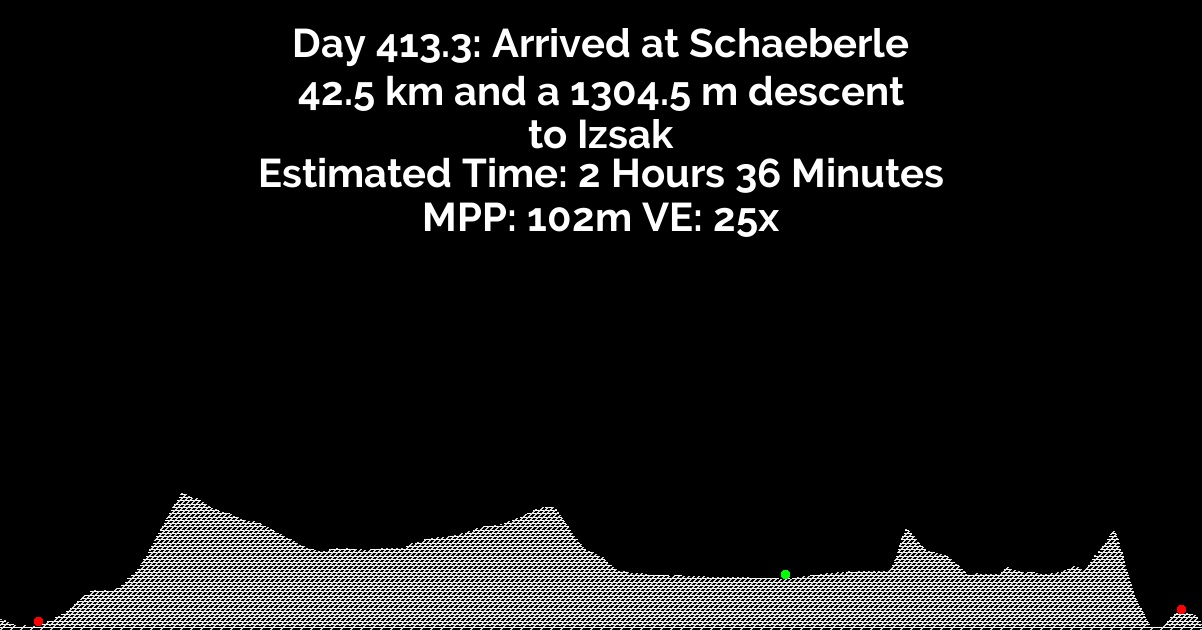 Day 413.3: Arrived at Schaeberle
42.5 km and a 1304.5 m descent
to Izsak
Estimated Time: 2 Hours 36 Minutes
MPP: 102m VE: 25x